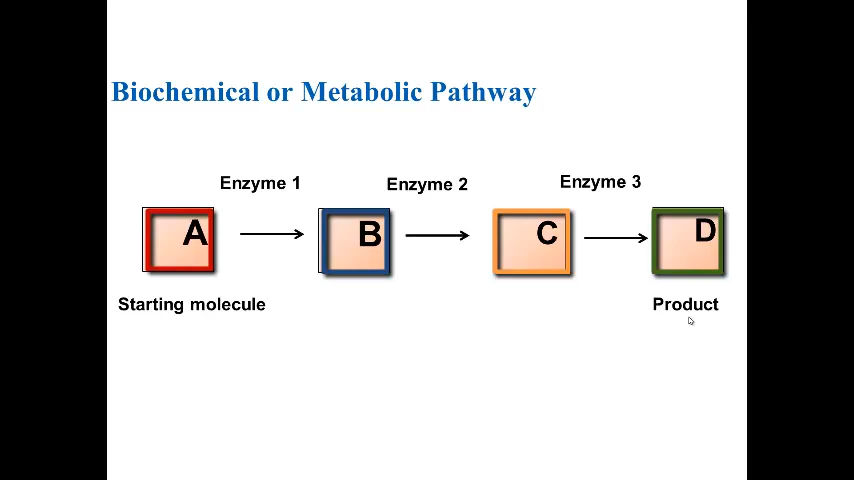 Biochemical or Metabolic Pathway
Enzyme 1
Enzyme 2
Enzyme 3
A
B
C
D
Starting molecule
Product